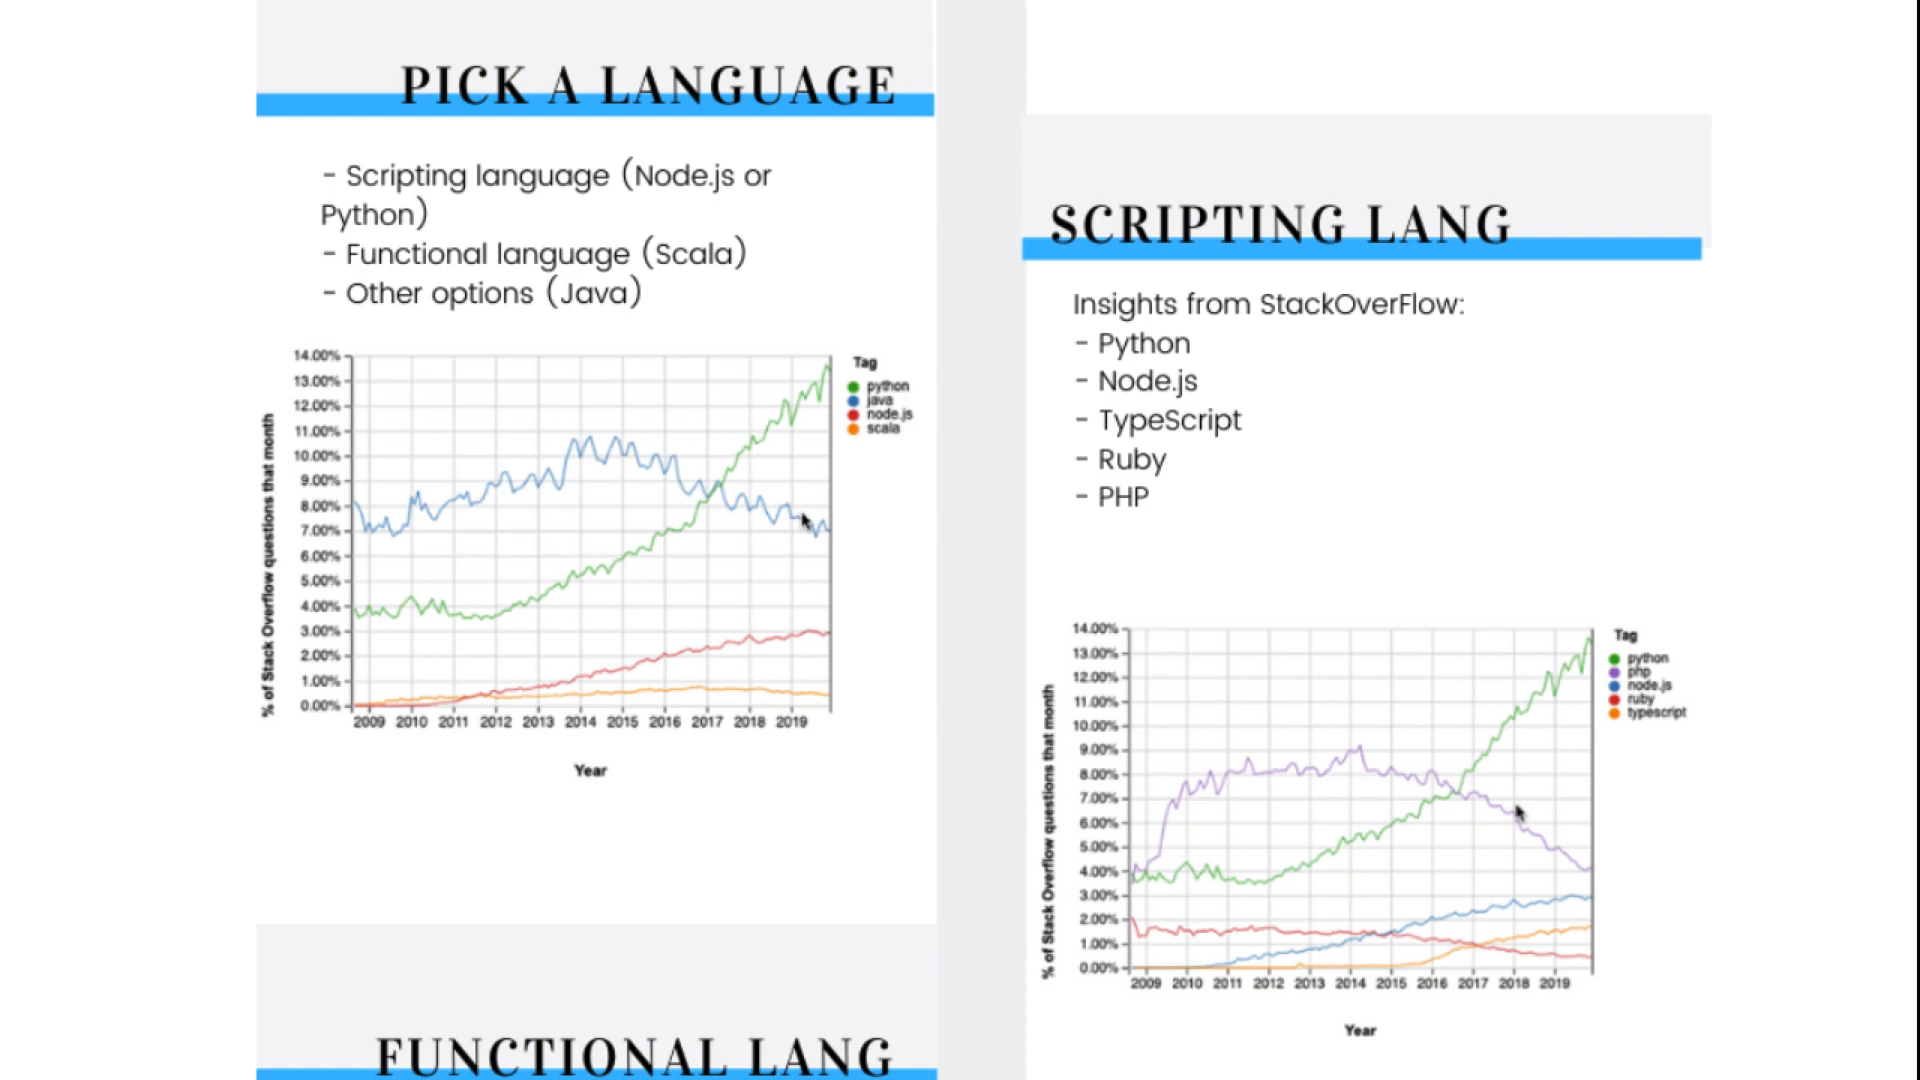 PICK A LANGUAGE
- Scripting language (Node.js or
Python)
- Functional language (Scala)
- Other options (Java)
% of Stack Overflow questions that month
14.00%
13.00%
12.00%
11.00%
10.00%
9.00%
8.00%
7.00%
6.00%
5.00%
4.00%
3.00%
2.00%
1.00%
0.00%
2009 2010 2011 2012 2013 2014 2015 2016 2017 2018 2019
Year
Tag
python
java
node.js
scala
FUNCTIONAL LANG
SCRIPTING LANG
Insights from StackOverFlow:
- Python
- Node.js
- TypeScript
- Ruby
- PHP
% of Stack Overflow questions that month
14.00%
13.00%
12.00%
11.00%
10.00%
9.00%
8.00%
7.00%
6.00%
5.00%
4.00%
3.00%
2.00%
1.00%
0.00%
2009 2010 2011 2012 2013 2014 2015 2016 2017 2018 2019
Year
Tag
python
php
node.js
ruby
typescript